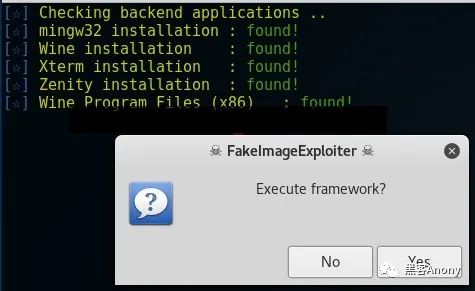 [☆] Checking backend applications ..
[☆] mingw32 installation : found!
[☆] Wine installation    : found!
[☆] Xterm installation   : found!
[☆] Zenity installation  : found!
[☆] Wine Program Files (x86)   : found!
☠ FakeImageExploiter ☠
Execute framework?
No Yes
黑客Anony